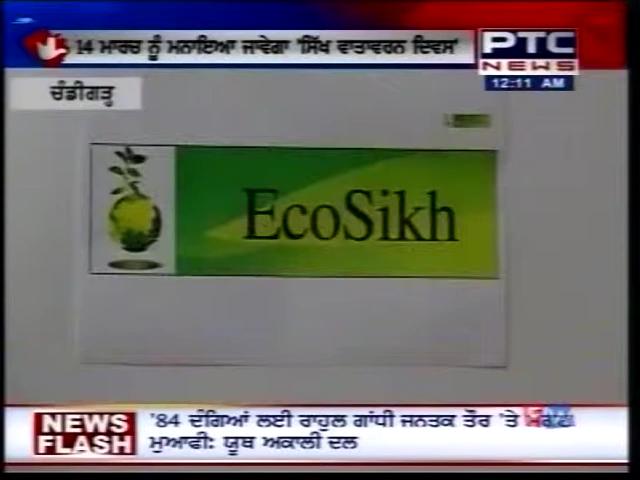 14 ਮਾਰਚ ਨੂੰ ਮਨਾਇਆ ਜਾਵੇਗਾ 'ਸਿੱਖ ਵਾਤਾਵਰਨ ਦਿਵਸ'
PTC
NEWS
12:11 AM
ਚੰਡੀਗੜ੍ਹ
EcoSikh
NEWS
FLASH
'84 ਦੰਗਿਆਂ ਲਈ ਰਾਹੁਲ ਗਾਂਧੀ ਜਨਤਕ ਤੌਰ 'ਤੇ
ਮੁਆਫੀ: ਯੂਥ ਅਕਾਲੀ ਦਲ